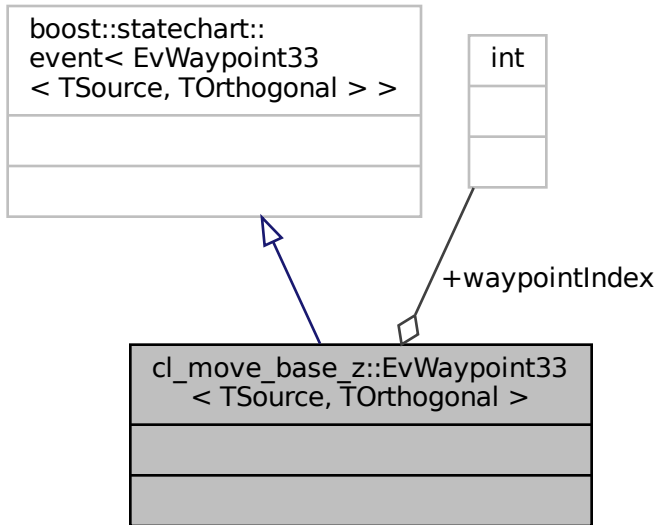 boost::statechart::
event< EvWaypoint33
< TSource, TOrthogonal > >
int
+waypointIndex
cl_move_base_z::EvWaypoint33
< TSource, TOrthogonal >